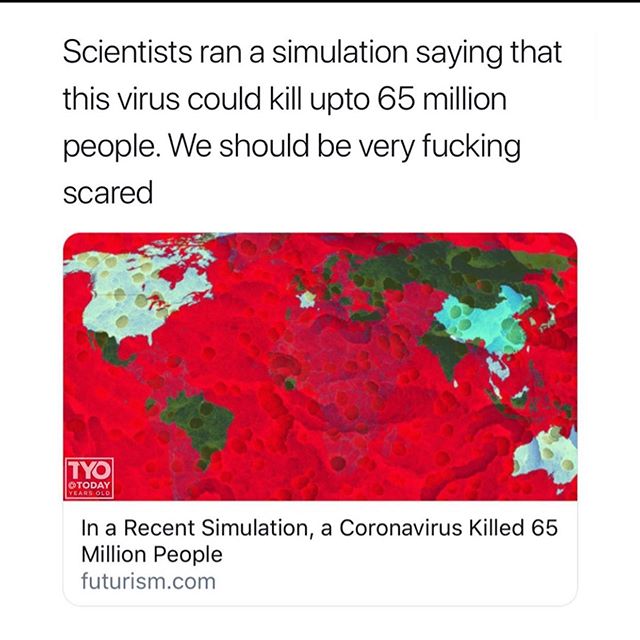 Scientists ran a simulation saying that
this virus could kill upto 65 million
people. We should be very fucking
scared
TYO
©TODAY
YEARS OLD
In a Recent Simulation, a Coronavirus Killed 65
Million People
futurism.com